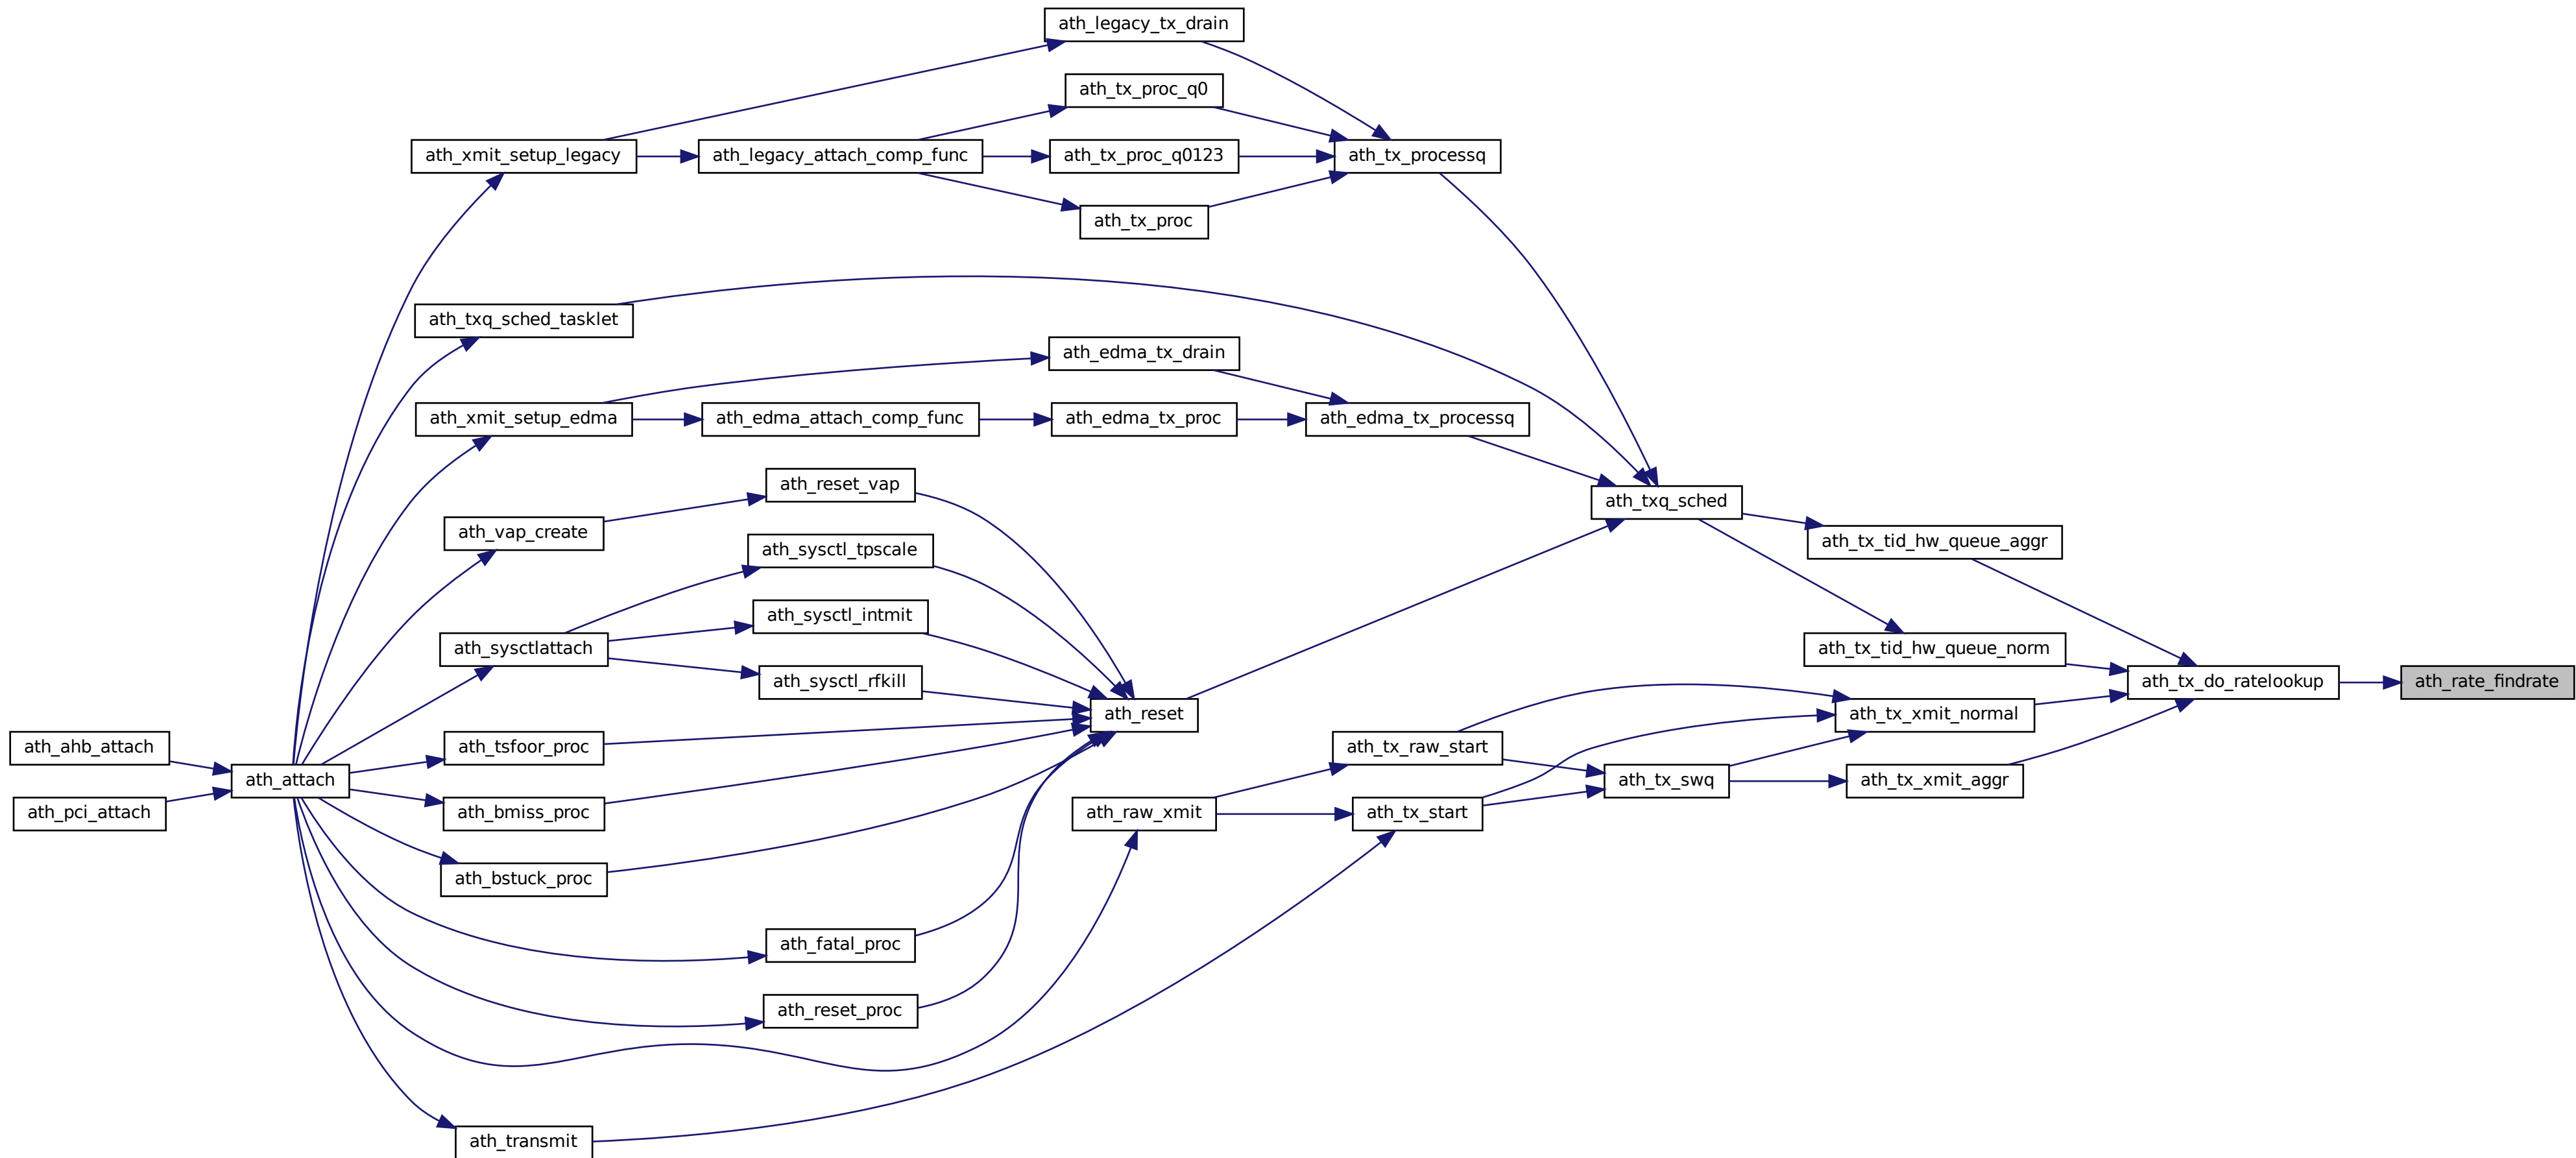 ath_legacy_tx_drain
ath_tx_proc_q0
ath_xmit_setup_legacy
ath_legacy_attach_comp_func
ath_tx_proc_q0123
ath_tx_processq
ath_tx_proc
ath_txq_sched_tasklet
ath_edma_tx_drain
ath_xmit_setup_edma
ath_edma_attach_comp_func
ath_edma_tx_proc
ath_edma_tx_processq
ath_reset_vap
ath_txq_sched
ath_vap_create
ath_tx_tid_hw_queue_aggr
ath_sysctl_tpscale
ath_sysctl_intmit
ath_sysctlattach
ath_tx_tid_hw_queue_norm
ath_sysctl_rfkill
ath_tx_do_ratelookup
ath_rate_findrate
ath_reset
ath_tx_xmit_normal
ath_ahb_attach
ath_tsfoor_proc
ath_tx_raw_start
ath_attach
ath_tx_swq
ath_tx_xmit_aggr
ath_pci_attach
ath_bmiss_proc
ath_raw_xmit
ath_tx_start
ath_bstuck_proc
ath_fatal_proc
ath_reset_proc
ath_transmit